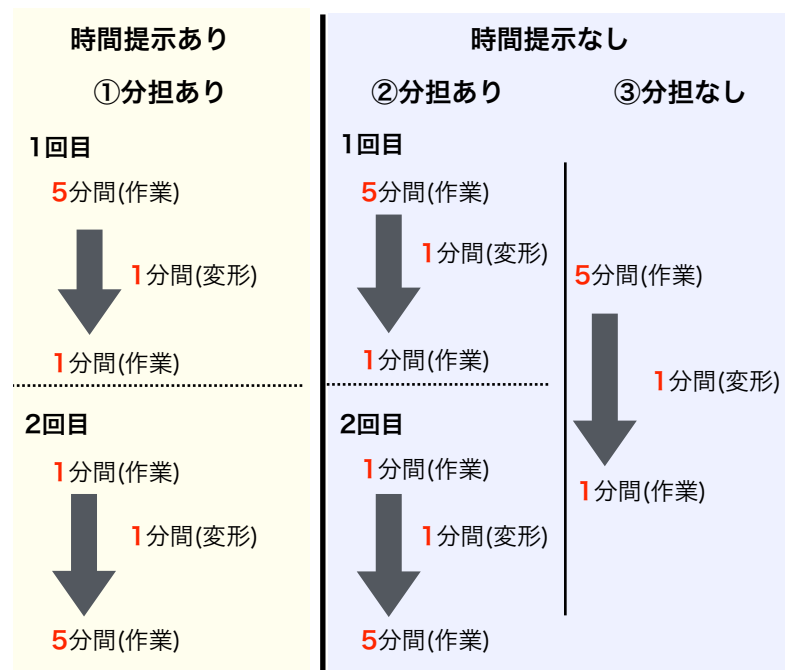 時間提示あり
①分担あり
1回目
5分間(作業)
1分間(変形)
1分間(作業)
2回目
1分間(作業)
1分間(変形)
5分間(作業)
時間提示なし
②分担あり
1回目
5分間(作業)
1分間(変形)
1分間(作業)
2回目
1分間(作業)
1分間(変形)
5分間(作業)
③分担なし
5分間(作業)
1分間(変形)
1分間(作業)